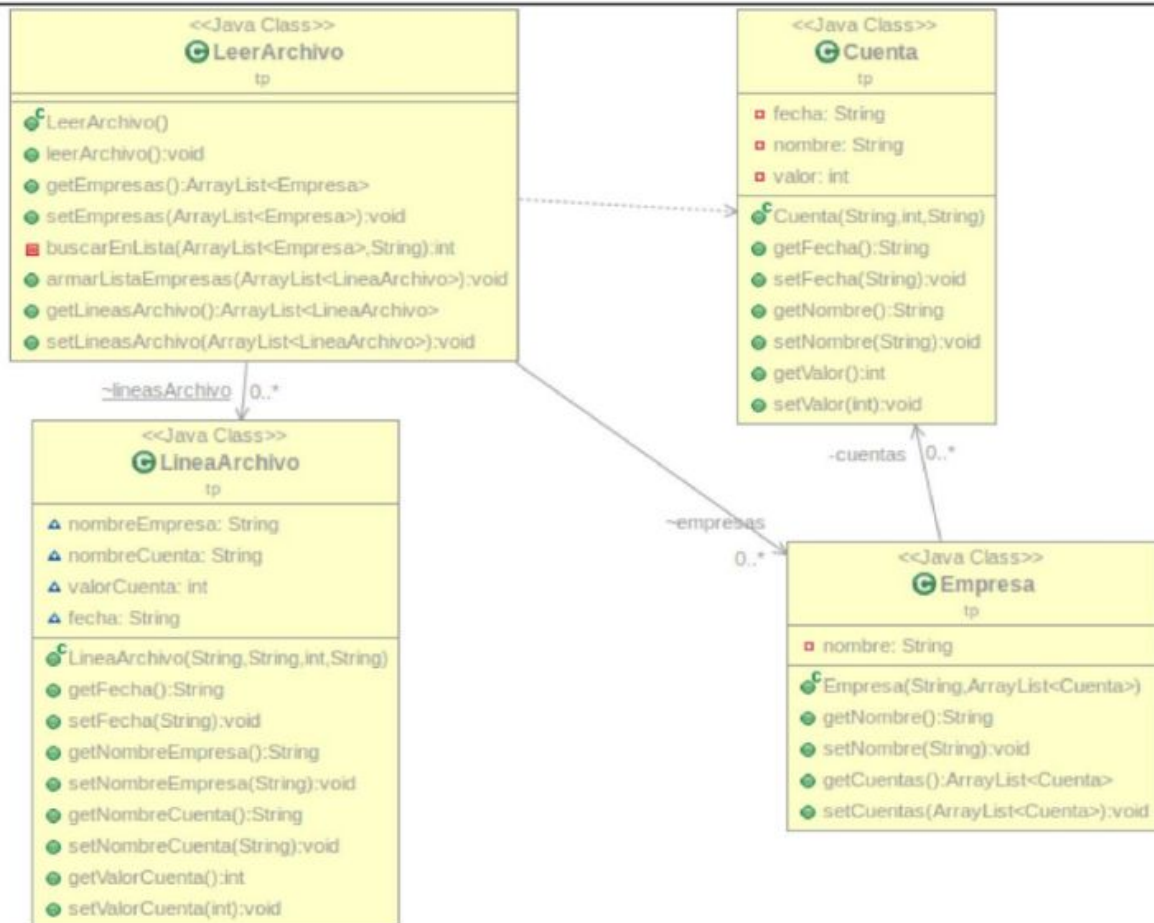 <<Java Class>>
LeerArchivo
tp
LeerArchivo()
leerArchivo():void
getEmpresas():ArrayList<Empresa>
setEmpresas(ArrayList<Empresa>):void
buscarEnLista(ArrayList<Empresa>,String):int
armarListaEmpresas(ArrayList<LineaArchivo>):void
getLineasArchivo():ArrayList<LineaArchivo>
setLineasArchivo(ArrayList<LineaArchivo>):void
<<Java Class>>
Cuenta
tp
fecha: String
nombre: String
valor: int
Cuenta(String,int,String)
getFecha():String
setFecha(String):void
getNombre():String
setNombre(String):void
getValor():int
setValor(int):void
~lineasArchivo 0..*
<<Java Class>>
LineaArchivo
tp
nombreEmpresa: String
nombreCuenta: String
valorCuenta: int
fecha: String
LineaArchivo(String,String,int,String)
getFecha():String
setFecha(String):void
getNombreEmpresa():String
setNombreEmpresa(String):void
getNombreCuenta():String
setNombreCuenta(String):void
getValorCuenta():int
setValorCuenta(int):void
-cuentas 0..*
~empresas
0..*
<<Java Class>>
Empresa
tp
nombre: String
Empresa(String,ArrayList<Cuenta>)
getNombre():String
setNombre(String):void
getCuentas():ArrayList<Cuenta>
setCuentas(ArrayList<Cuenta>):void